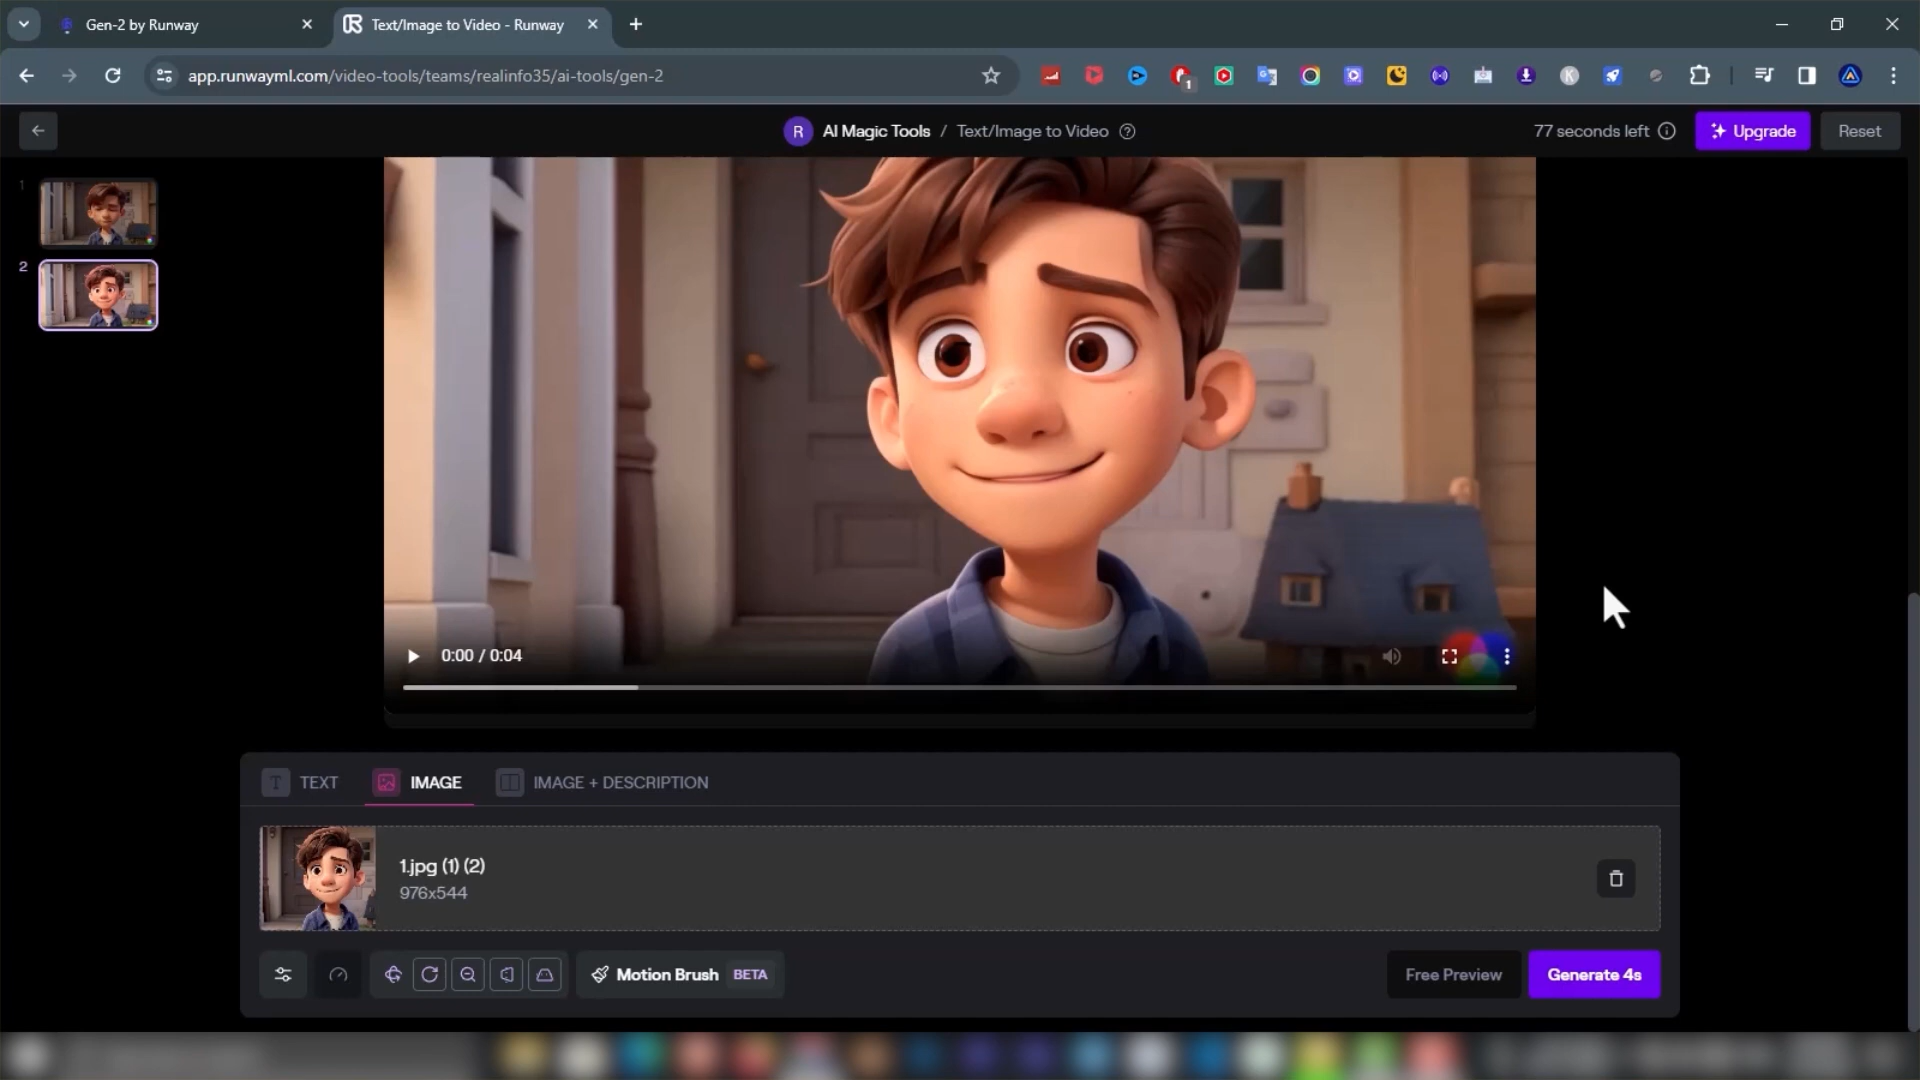 Gen-2 by Runway
Text/Image to Video - Runway
app.runwayml.com/video-tools/teams/realinfo35/ai-tools/gen-2
1
K
R AI Magic Tools / Text/Image to Video ?
77 seconds left
Upgrade
Reset
1
2
0:00 / 0:04
T TEXT
IMAGE
IMAGE + DESCRIPTION
1.jpg (1) (2)
976x544
Motion Brush BETA
Free Preview
Generate 4s